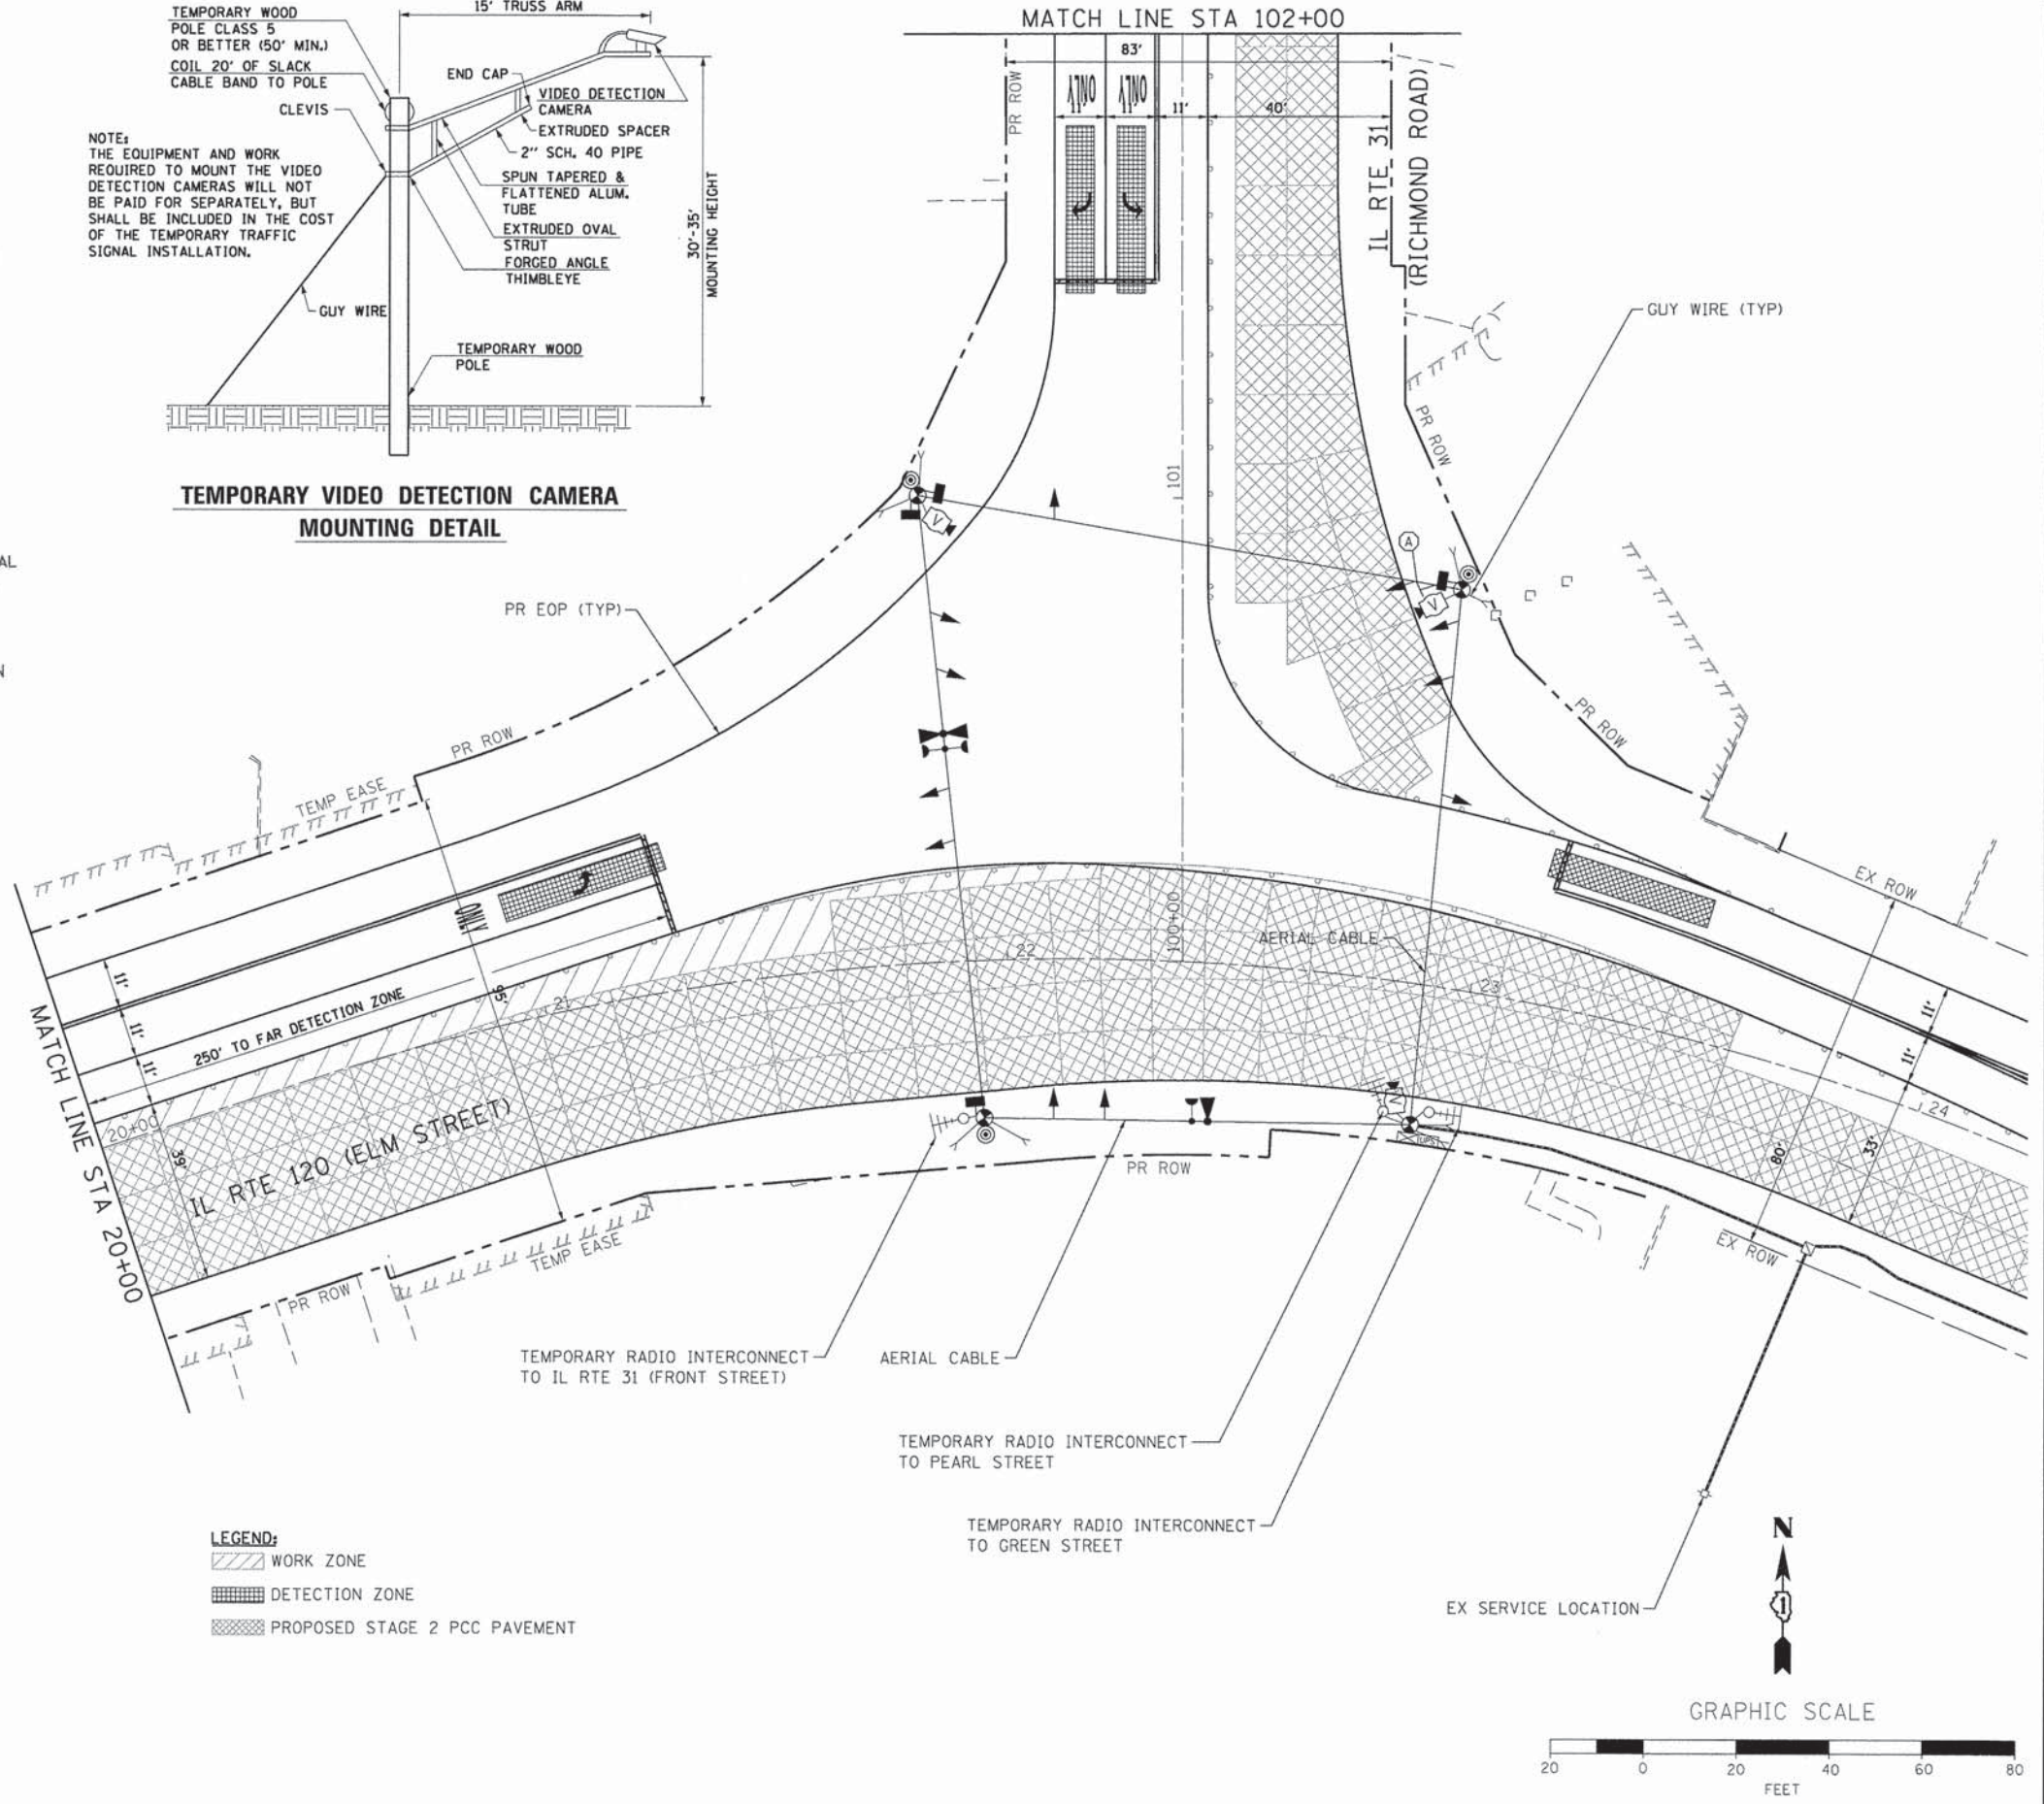 TEMPORARY WOOD
POLE CLASS 5
OR BETTER (50' MIN.)
COIL 20' OF SLACK
CABLE BAND TO POLE
CLEVIS
15' TRUSS ARM
END CAP
VIDEO DETECTION
CAMERA
EXTRUDED SPACER
2" SCH. 40 PIPE
SPUN TAPERED &
FLATTENED ALUM.
TUBE
EXTRUDED OVAL
STRUT
FORGED ANGLE
THIMBLEYE
NOTE:
THE EQUIPMENT AND WORK
REQUIRED TO MOUNT THE VIDEO
DETECTION CAMERAS WILL NOT
BE PAID FOR SEPARATELY, BUT
SHALL BE INCLUDED IN THE COST
OF THE TEMPORARY TRAFFIC
SIGNAL INSTALLATION.
GUY WIRE
TEMPORARY WOOD
POLE
30'-35'
MOUNTING HEIGHT
TEMPORARY VIDEO DETECTION CAMERA
MOUNTING DETAIL
AL
N
MATCH LINE STA 102+00
83'
PR ROW
ONLY
ONLY
11'
11'
11'
40'
IL RTE 31
(RICHMOND ROAD)
GUY WIRE (TYP)
PR ROW
101
A
V
V
PR EOP (TYP)
PR ROW
PR ROW
TEMP EASE
EX ROW
ONLY
11'
11'
11'
250' TO FAR DETECTION ZONE
95'
21
22
100+00
AERIAL CABLE
23
24
11'
11'
80'
33'
MATCH LINE STA 20+00
20+00
39'
IL RTE 120 (ELM STREET)
V
UPS
PR ROW
EX ROW
TEMP EASE
PR ROW
TEMPORARY RADIO INTERCONNECT
TO IL RTE 31 (FRONT STREET)
AERIAL CABLE
TEMPORARY RADIO INTERCONNECT
TO PEARL STREET
TEMPORARY RADIO INTERCONNECT
TO GREEN STREET
EX SERVICE LOCATION
LEGEND:
WORK ZONE
DETECTION ZONE
PROPOSED STAGE 2 PCC PAVEMENT
N
1
GRAPHIC SCALE
20 0 20 40 60 80
FEET